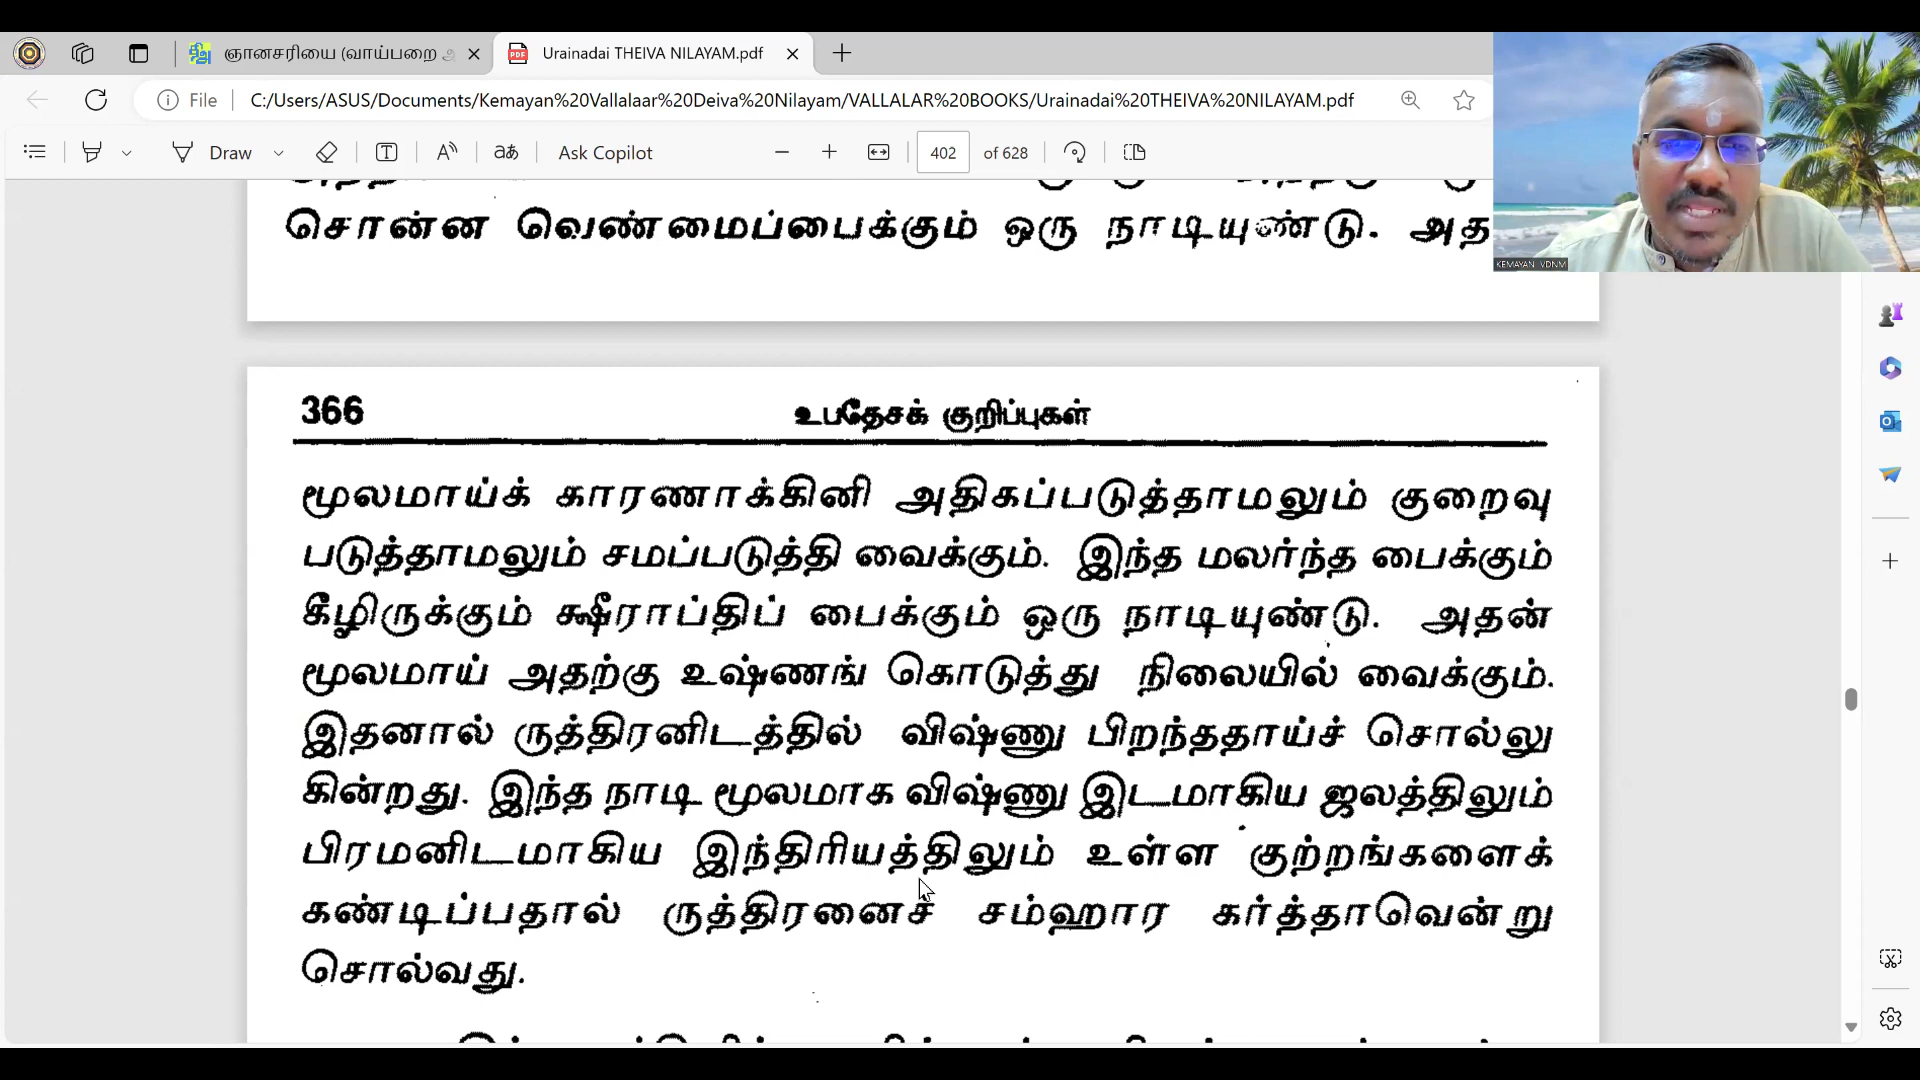 ஞானசரியை (வாய்பறை அ
Urainadai THEIVA NILAYAM.pdf
File
C:/Users/ASUS/Documents/Kemayan%20Vallalaar%20Deiva%20Nilayam/VALLALAR%20BOOKS/Urainadai%20THEIVA%20NILAYAM.pdf
Draw
Ask Copilot
402 of 628
KEMAYAN VDNM
சொன்ன வெண்மைப்பைக்கும் ஒரு நாடியுண்டு. அத
366 உபதேசக் குறிப்புகள்
மூலமாய்க் காரணாக்கினி அதிகப்படுத்தாமலும் குறைவு
படுத்தாமலும் சமப்படுத்தி வைக்கும். இந்த மலர்ந்த பைக்கும்
கீழிருக்கும் க்ஷீராப்திப் பைக்கும் ஒரு நாடியுண்டு. அதன்
மூலமாய் அதற்கு உஷ்ணங் கொடுத்து நிலையில் வைக்கும்.
இதனால் ருத்திரனிடத்தில் விஷ்ணு பிறந்ததாய்ச் சொல்லு
கின்றது. இந்த நாடி மூலமாக விஷ்ணு இடமாகிய ஜலத்திலும்
பிரமனிடமாகிய இந்திரியத்திலும் உள்ள குற்றங்களைக்
கண்டிப்பதால் ருத்திரனைச் சம்ஹார கர்த்தாவென்று
சொல்வது.